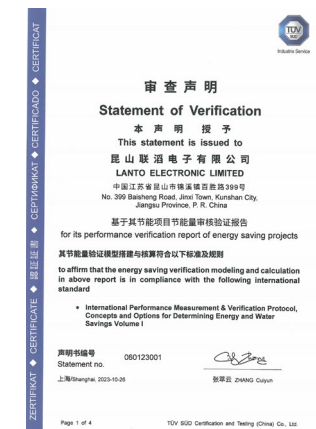 ZERTIFIKAT ◆ CERTIFICATE ◆ 認証証書 ◆ СЕРТИФИКАТ ◆ CERTIFICADO ◆ CERTIFICAT
TÜV
SÜD
Industrie Service
审查声明
Statement of Verification
本声明授予
This statement is issued to
昆山联滔电子有限公司
LANTO ELECTRONIC LIMITED
中国江苏省昆山市锦溪镇百胜路399号
No. 399 Baisheng Road, Jinxi Town, Kunshan City,
Jiangsu Province, P. R. China
基于其节能项目节能量审核验证报告
for its performance verification report of energy saving projects
其节能量验证模型搭建与核算符合以下标准及规则
to affirm that the energy saving verification modeling and calculation
in above report is in compliance with the following international
standard
• International Performance Measurement & Verification Protocol,
Concepts and Options for Determining Energy and Water
Savings Volume I
声明书编号
Statement no.
060123001
上海/Shanghai, 2023-10-26
张翠云 ZHANG Cuiyun
Page 1 of 4
TÜV SÜD Certification and Testing (China) Co., Ltd.